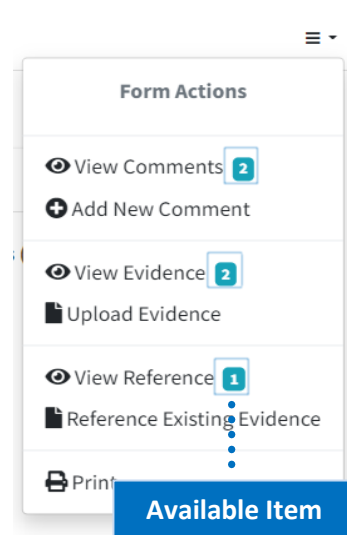 Form Actions
View Comments 2
Add New Comment
View Evidence 2
Upload Evidence
View Reference 1
Reference Existing Evidence
Print
Available Item